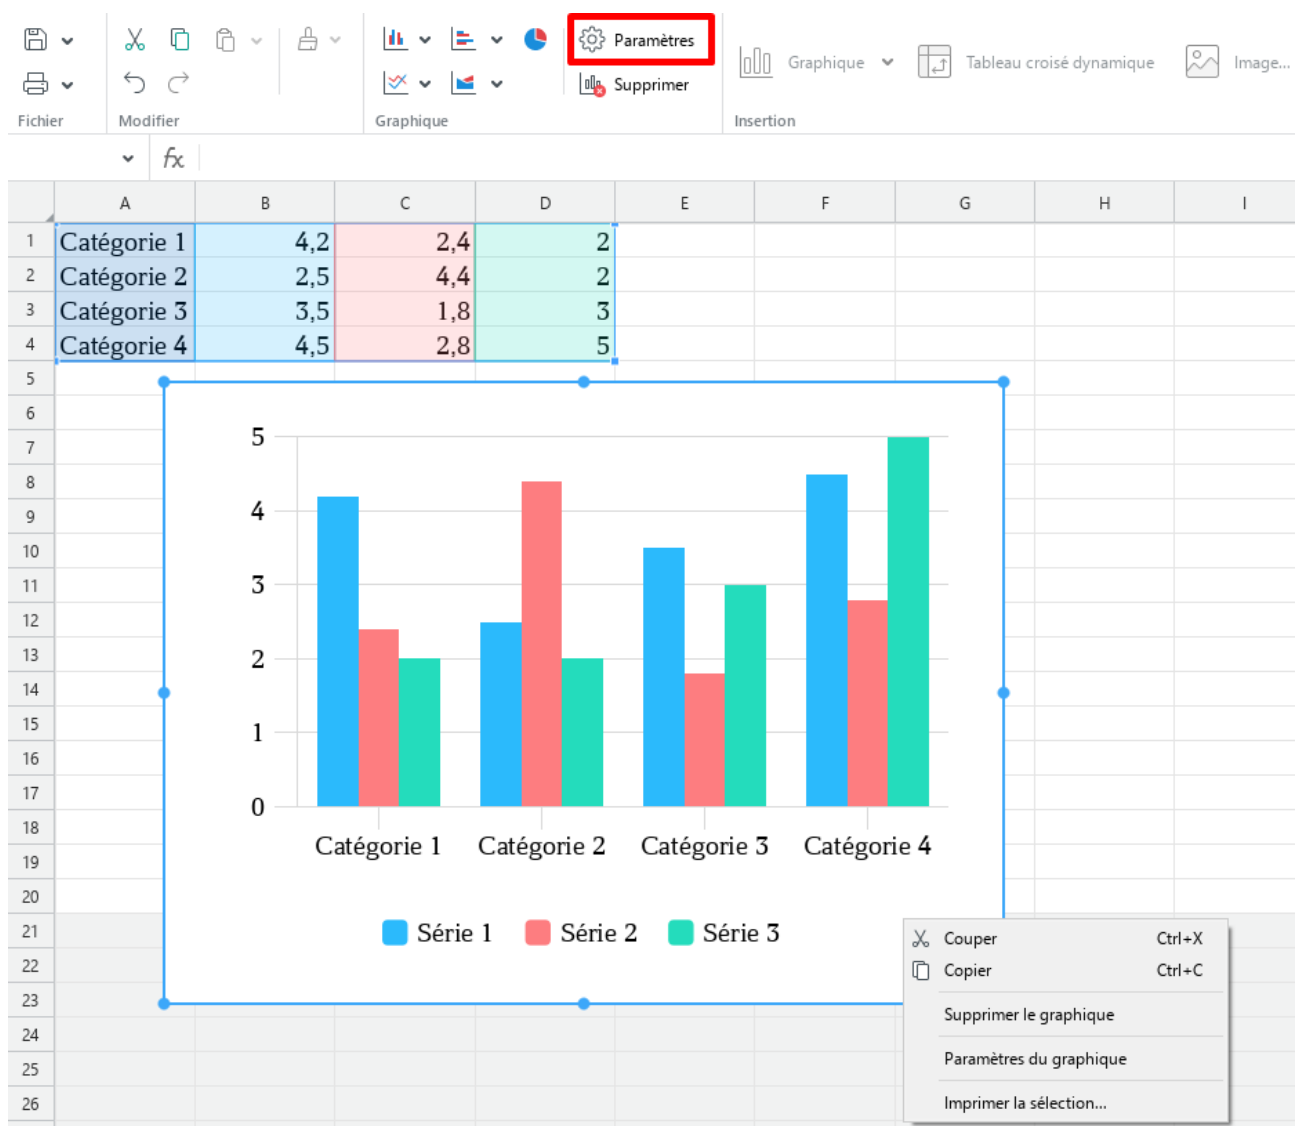 Paramètres
Graphique Tableau croisé dynamique Image...
Supprimer
Fichier Modifier Graphique Insertion
fx
A B C D E F G H I
1 Catégorie 1 4,2 2,4 2
2 Catégorie 2 2,5 4,4 2
3 Catégorie 3 3,5 1,8 3
4 Catégorie 4 4,5 2,8 5
5
6
7
8
9
10
11
12
13
14
15
16
17
18
19
20
21
22
23
24
25
26
5
4
3
2
1
0
Catégorie 1 Catégorie 2 Catégorie 3 Catégorie 4
Série 1 Série 2 Série 3
Couper Ctrl+X
Copier Ctrl+C
Supprimer le graphique
Paramètres du graphique
Imprimer la sélection...